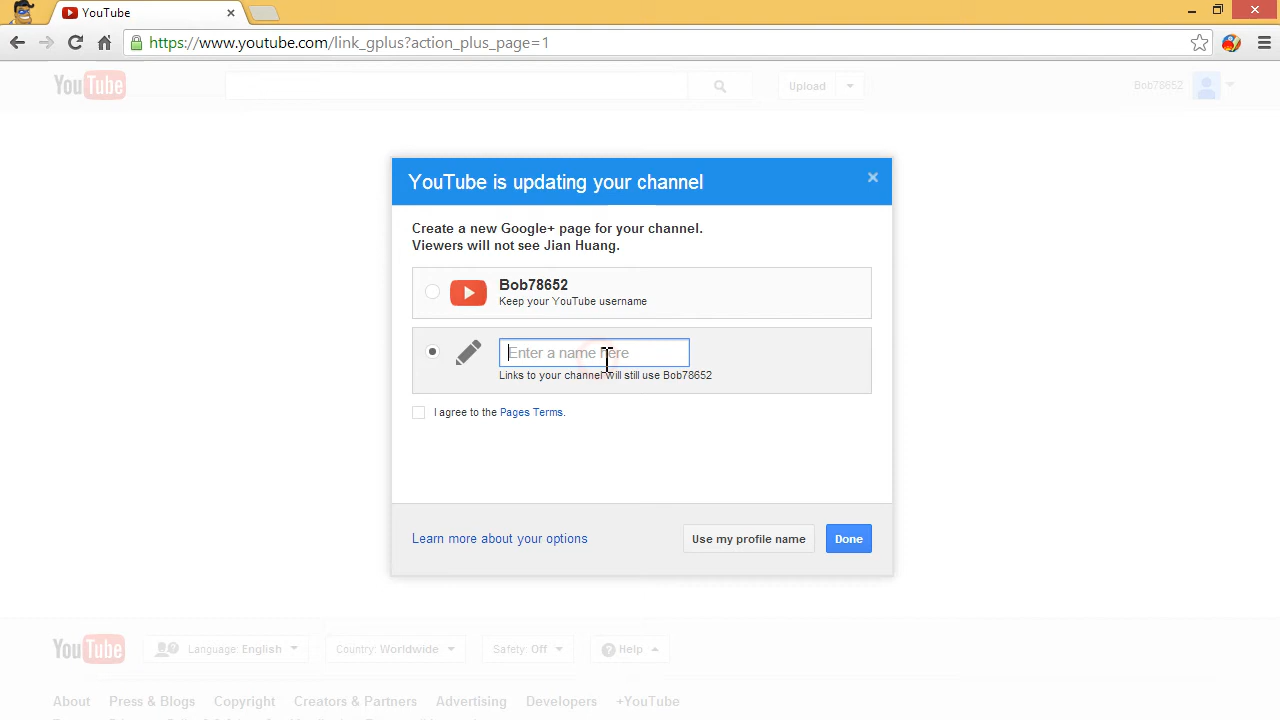 YouTube
https://www.youtube.com/link_gplus?action_plus_page=1
YouTube
Upload
Bob78652
YouTube is updating your channel
Create a new Google+ page for your channel.
Viewers will not see Jian Huang.
Bob78652
Keep your YouTube username
Enter a name here
Links to your channel will still use Bob78652
I agree to the Pages Terms.
Learn more about your options
Use my profile name
Done
YouTube
Language: English
Country: Worldwide
Safety: Off
Help
About Press & Blogs Copyright Creators & Partners Advertising Developers +YouTube